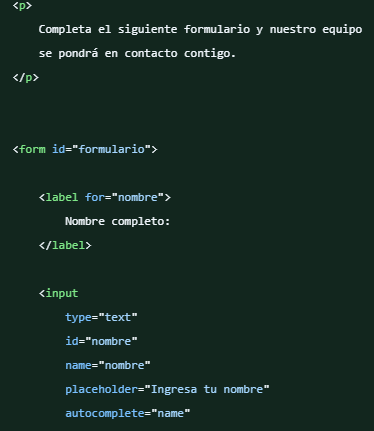 <p>
Completa el siguiente formulario y nuestro equipo
se pondrá en contacto contigo.
</p>
<form id="formulario">
<label for="nombre">
Nombre completo:
</label>
<input
type="text"
id="nombre"
name="nombre"
placeholder="Ingresa tu nombre"
autocomplete="name"